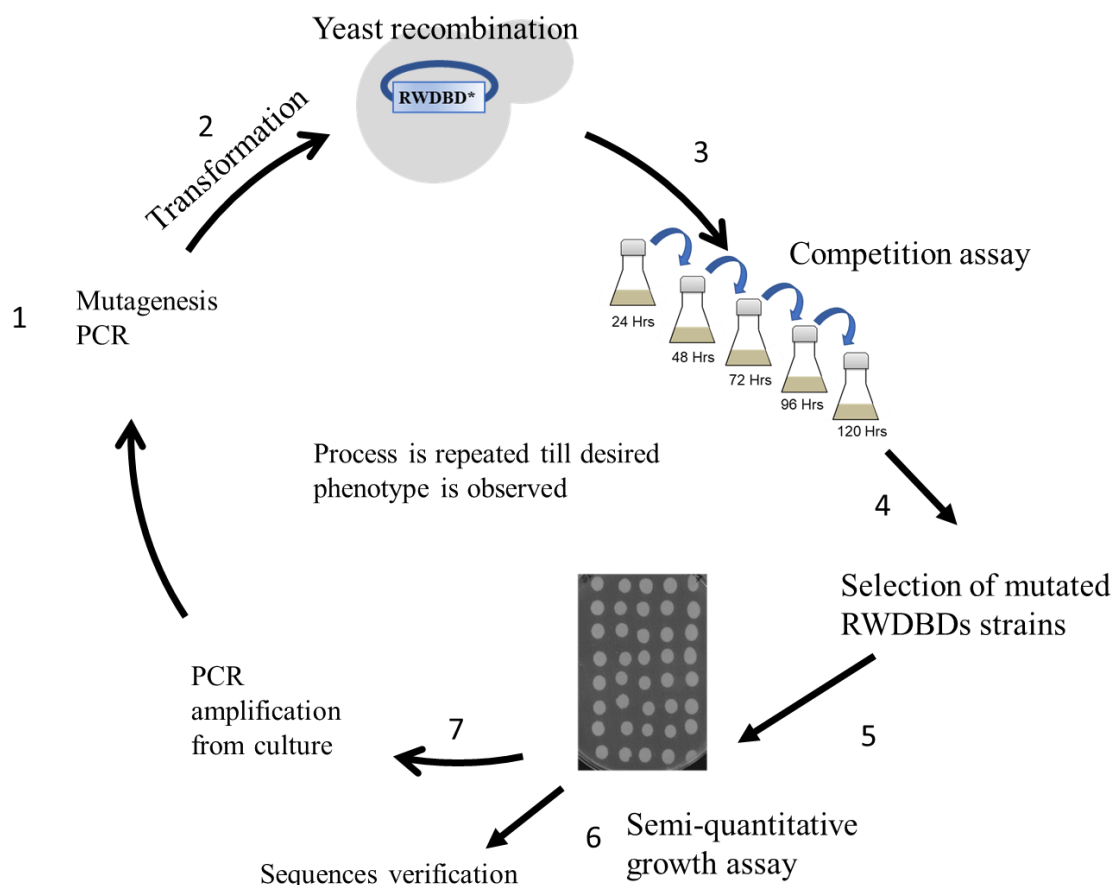 Yeast recombination
RWDBD*
2
Transformation
3
Competition assay
24 Hrs
48 Hrs
72 Hrs
96 Hrs
120 Hrs
1
Mutagenesis
PCR
Process is repeated till desired
phenotype is observed
4
Selection of mutated
RWDBDs strains
5
PCR
amplification
from culture
7
6
Semi-quantitative
growth assay
Sequences verification